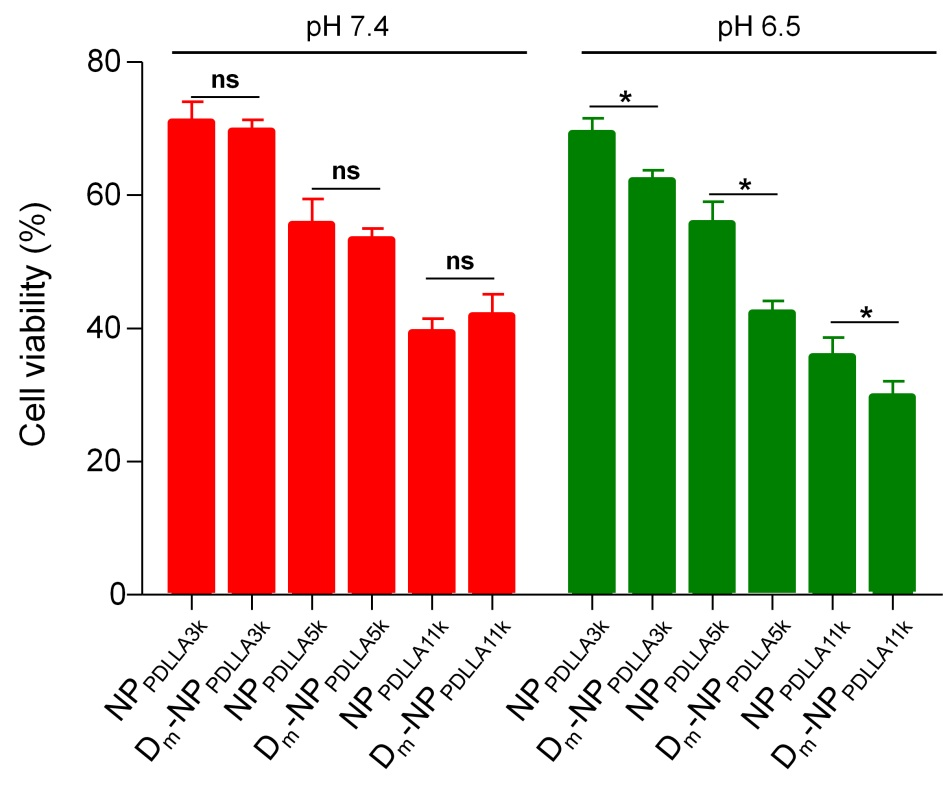 pH 7.4
pH 6.5
Cell viability (%)
80
60
40
20
0
ns
ns
ns
*
*
*
NP PDLLA3k
Dm-NP PDLLA3k
NP PDLLA5k
Dm-NP PDLLA5k
NP PDLLA11k
Dm-NP PDLLA11k
NP PDLLA3k
Dm-NP PDLLA3k
NP PDLLA5k
Dm-NP PDLLA5k
NP PDLLA11k
Dm-NP PDLLA11k